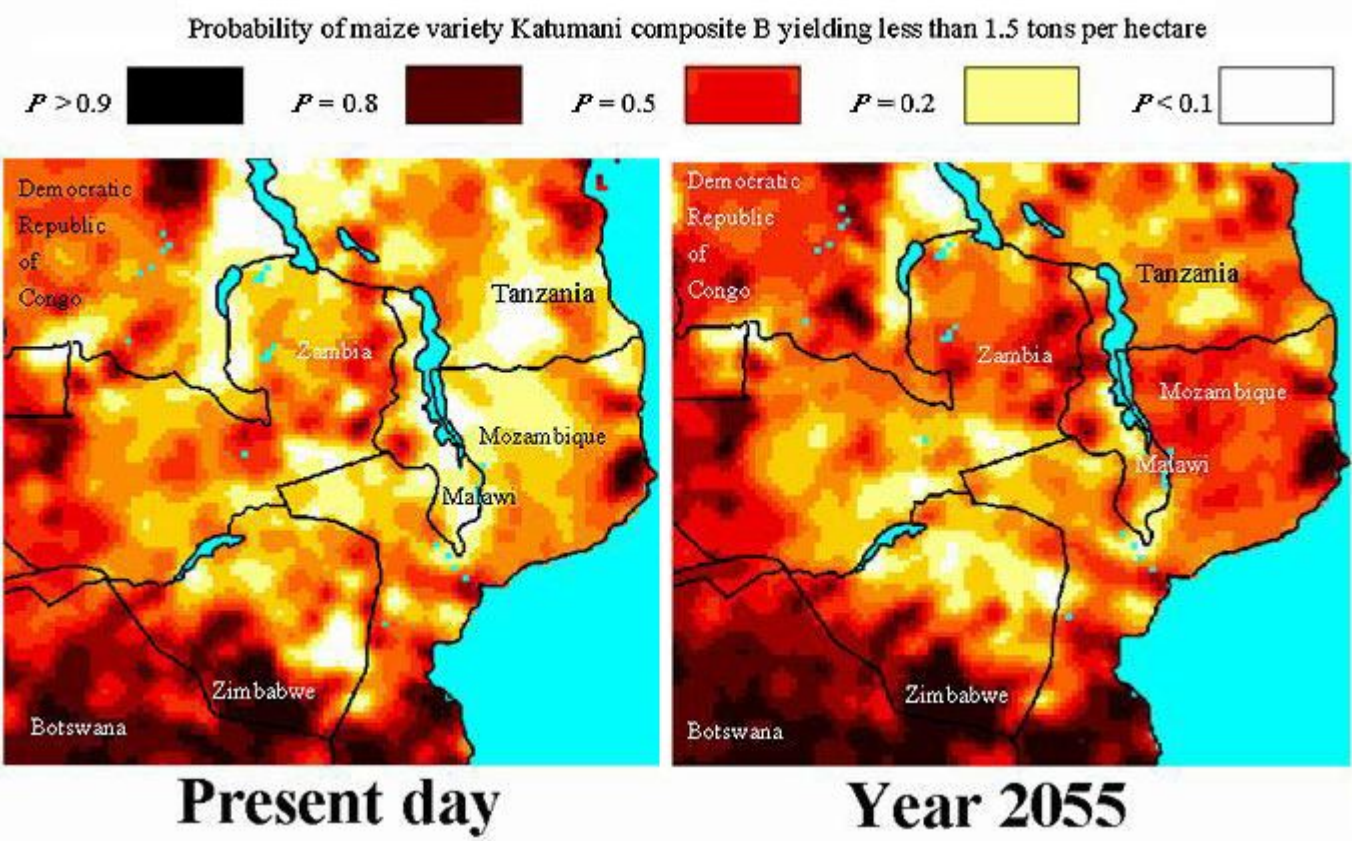 Probability of maize variety Katumani composite B yielding less than 1.5 tons per hectare
P > 0.9
P = 0.8
P = 0.5
P = 0.2
P < 0.1
Democratic
Republic
of
Congo
Tanzania
Zambia
Mozambique
Malawi
Zimbabwe
Botswana
Democratic
Republic
of
Congo
Tanzania
Zambia
Mozambique
Malawi
Zimbabwe
Botswana
Present day
Year 2055